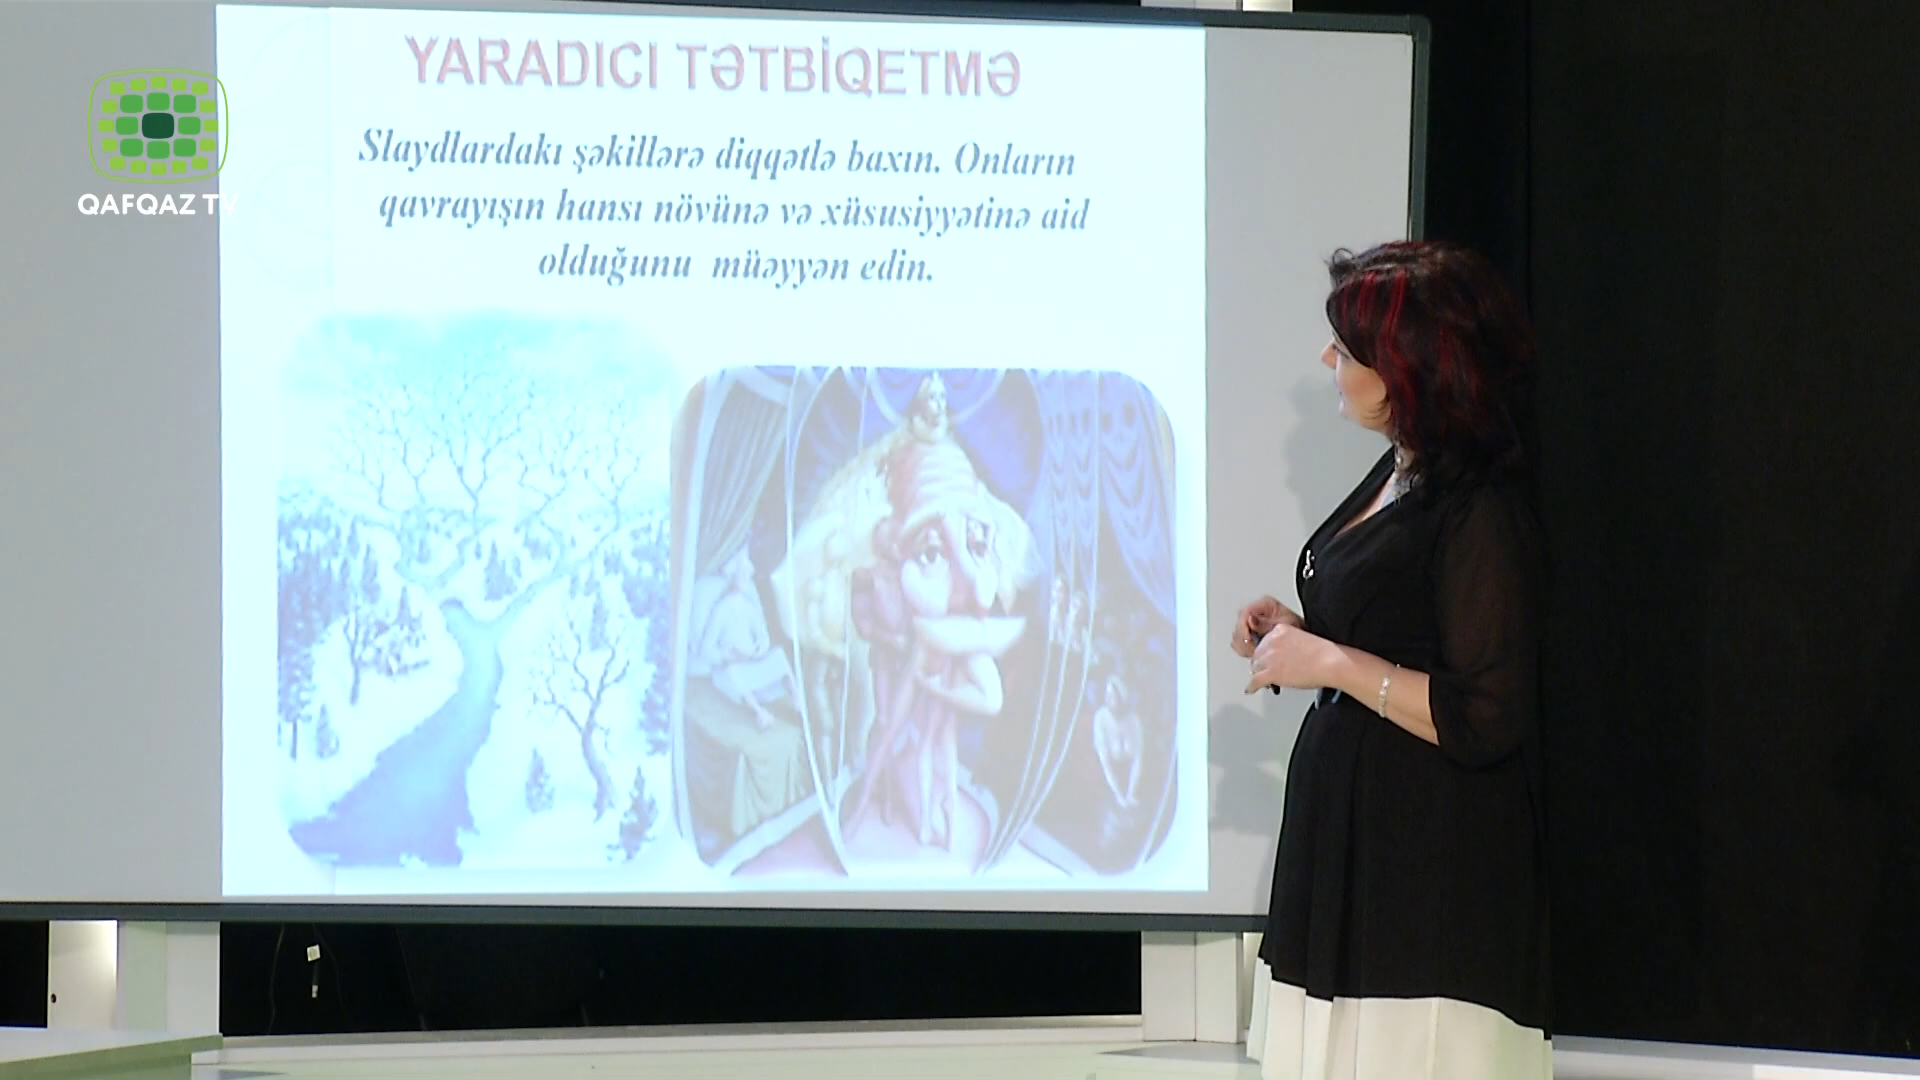 YARADICI TƏTBİQETMƏ
Slaydlardakı şəkillərə diqqətlə baxın. Onların
qavrayışın hansı növünə və xüsusiyyətinə aid
olduğunu müəyyən edin.
QAFQAZ TV